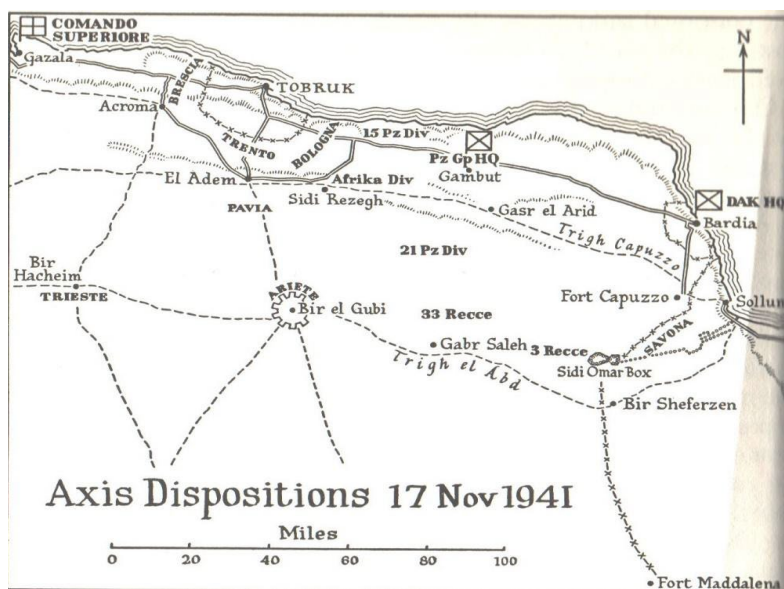 COMANDO
SUPERIORE
Gazala
N
BRESCIA
TOBRUK
Acroma
TRENTO
BOLOGNA
15 Pz Div
Pz Gp HQ
Gambut
El Adem
Afrika Div
DAK HQ
PAVIA
Sidi Rezegh
Gasr el Arid
Bardia
Trigh Capuzzo
21 Pz Div
Bir
Hacheim
TRIESTE
ARIETE
Bir el Gubi
Fort Capuzzo
Sollum
33 Recce
SAVONA
Gabr Saleh
3 Recce
Trigh el Abd
Sidi Omar Box
Bir Sheferzen
Axis Dispositions 17 Nov 1941
Miles
0 20 40 60 80 100
Fort Maddalena